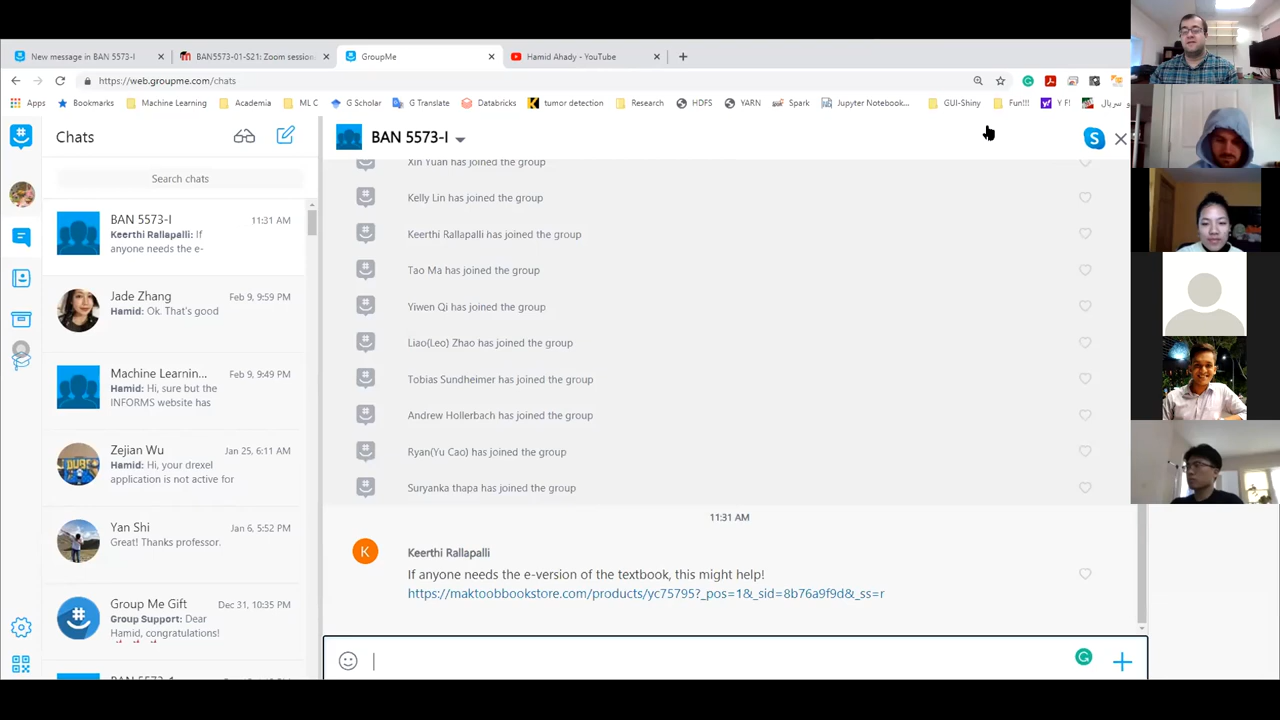 New message in BAN 5573-I
BAN5573-01-S21: Zoom session
GroupMe
Hamid Ahady - YouTube
https://web.groupme.com/chats
Apps
Bookmarks
Machine Learning
Academia
ML C
G Scholar
G Translate
Databricks
tumor detection
Research
HDFS
YARN
Spark
Jupyter Notebook...
GUI-Shiny
Fun!!!
Y F!
و سریال
Chats
Search chats
BAN 5573-I
11:31 AM
Keerthi Rallapalli: If
anyone needs the e-
Jade Zhang
Feb 9, 9:59 PM
Hamid: Ok. That's good
Machine Learnin...
Feb 9, 9:49 PM
Hamid: Hi, sure but the
INFORMS website has
Zejian Wu
Jan 25, 6:11 AM
Hamid: Hi, your drexel
application is not active for
Yan Shi
Jan 6, 5:52 PM
Great! Thanks professor.
Group Me Gift
Dec 31, 10:35 PM
Group Support: Dear
Hamid, congratulations!
BAN 5573-I
Xin Yuan has joined the group
Kelly Lin has joined the group
Keerthi Rallapalli has joined the group
Tao Ma has joined the group
Yiwen Qi has joined the group
Liao(Leo) Zhao has joined the group
Tobias Sundheimer has joined the group
Andrew Hollerbach has joined the group
Ryan(Yu Cao) has joined the group
Suryanka thapa has joined the group
11:31 AM
K
Keerthi Rallapalli
If anyone needs the e-version of the textbook, this might help!
https://maktoobbookstore.com/products/yc75795?_pos=1&_sid=8b76a9f9d&_ss=r